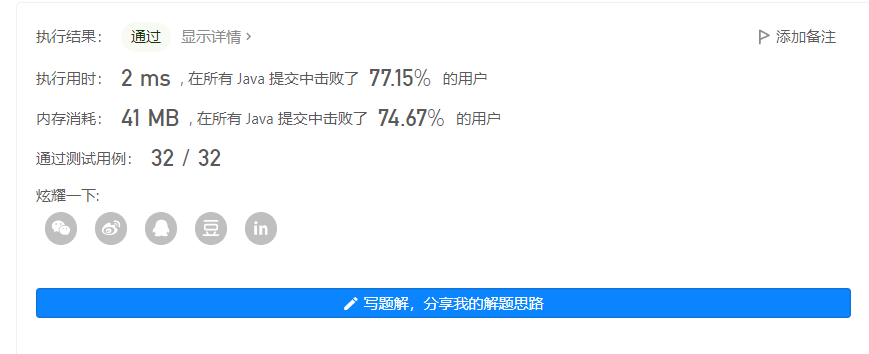 执行结果： 通过 显示详情 › 添加备注
执行用时： 2 ms , 在所有 Java 提交中击败了 77.15% 的用户
内存消耗： 41 MB , 在所有 Java 提交中击败了 74.67% 的用户
通过测试用例： 32 / 32
炫耀一下:
豆 in
写题解，分享我的解题思路